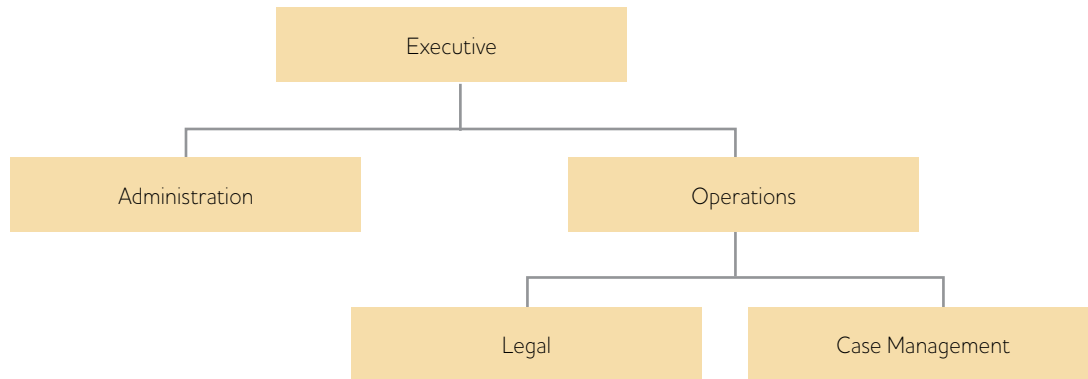 Executive
Administration
Operations
Legal
Case Management